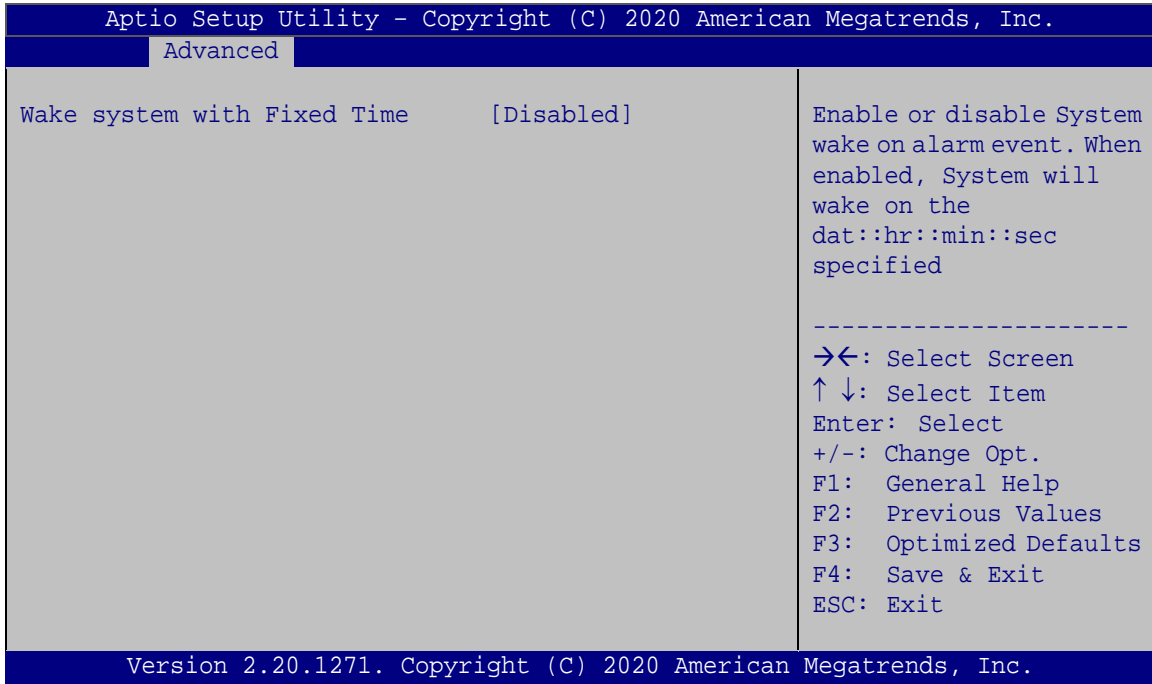 Aptio Setup Utility – Copyright (C) 2020 American Megatrends, Inc.
Advanced
Wake system with Fixed Time [Disabled]
Enable or disable System
wake on alarm event. When
enabled, System will
wake on the
dat::hr::min::sec
specified
----------------------
→←: Select Screen
↑ ↓: Select Item
Enter: Select
+/-: Change Opt.
F1: General Help
F2: Previous Values
F3: Optimized Defaults
F4: Save & Exit
ESC: Exit
Version 2.20.1271. Copyright (C) 2020 American Megatrends, Inc.